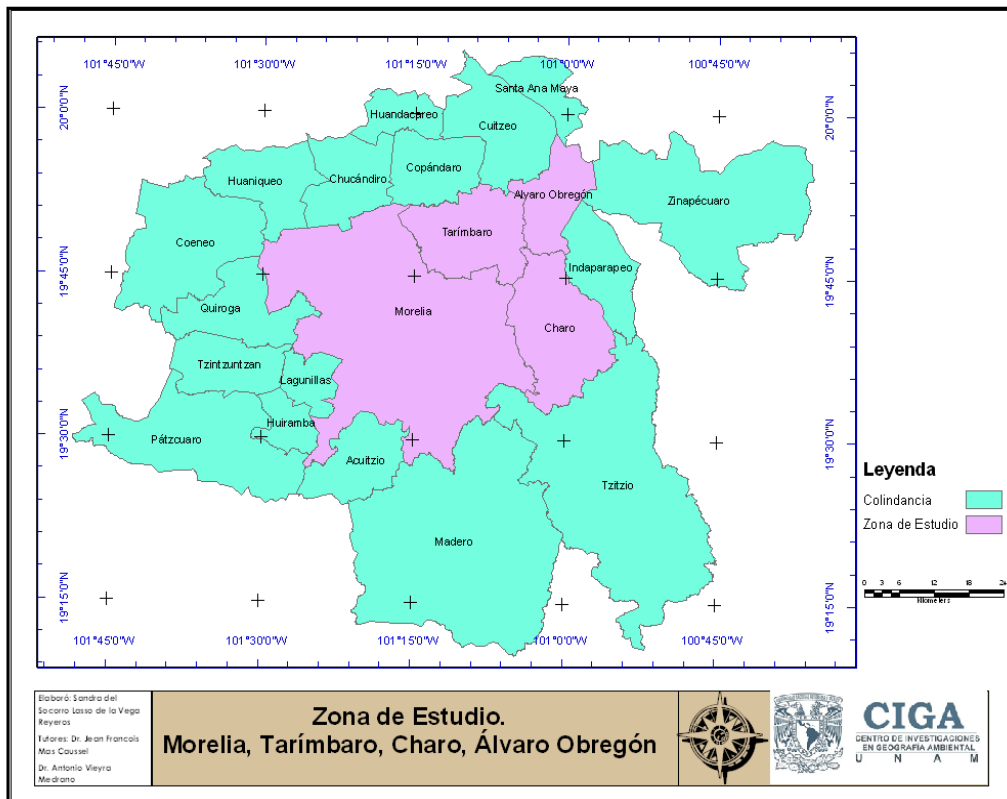 101°45'0"W 101°30'0"W 101°15'0"W 101°0'0"W 100°45'0"W
Santa Ana Maya
20°0'0"N
Huandacareo
20°0'0"N
Cuitzeo
Copándaro
Chucándiro
Huaniqueo
Alvaro Obregón
Zinapécuaro
Tarímbaro
Coeneo
19°45'0"N
Indaparapeo
19°45'0"N
Quiroga
Morelia
Charo
Tzintzuntzan
Lagunillas
Huiramba
19°30'0"N
Pátzcuaro
19°30'0"N
Acuitzio
Tzitzio
Madero
19°15'0"N
19°15'0"N
101°45'0"W 101°30'0"W 101°15'0"W 101°0'0"W 100°45'0"W
Leyenda
Colindancia
Zona de Estudio
0 3 6 12 18 24
Kilometers
Elaboró: Sandra del
Socorro Lasso de la Vega
Reyeros
Tutores: Dr. Jean Francois
Mas Caussel
Dr. Antonio Vieyra
Medrano
Zona de Estudio.
Morelia, Tarímbaro, Charo, Álvaro Obregón
CIGA
CENTRO DE INVESTIGACIONES
EN GEOGRAFÍA AMBIENTAL
U N A M